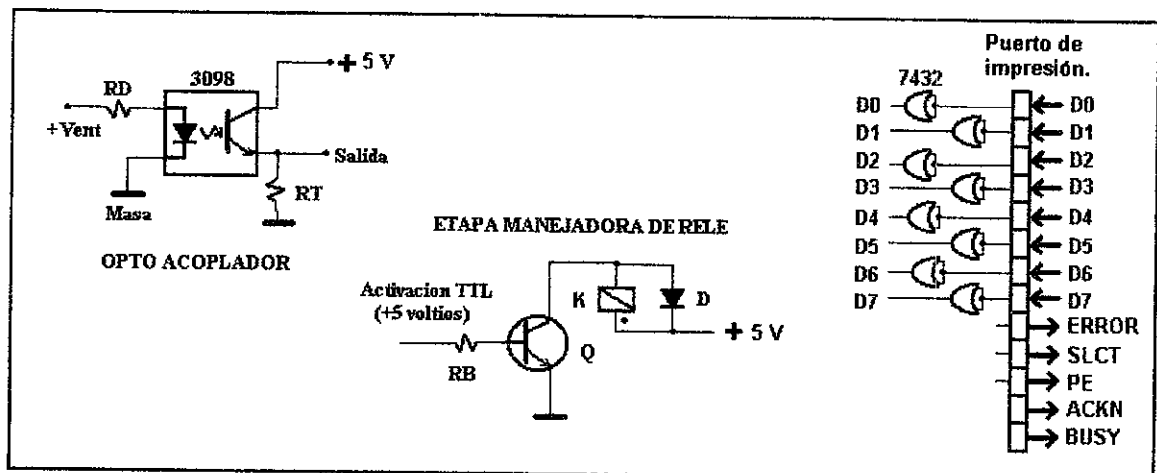 3098
RD
+Vent
+ 5 V
Salida
RT
Masa
OPTO ACOPLADOR
ETAPA MANEJADORA DE RELE
Activacion TTL
(+5 voltios)
RB
Q
K
D
+ 5 V
Puerto de
impresión.
7432
D0 D0
D1 D1
D2 D2
D3 D3
D4 D4
D5 D5
D6 D6
D7 D7
ERROR
SLCT
PE
ACKN
BUSY